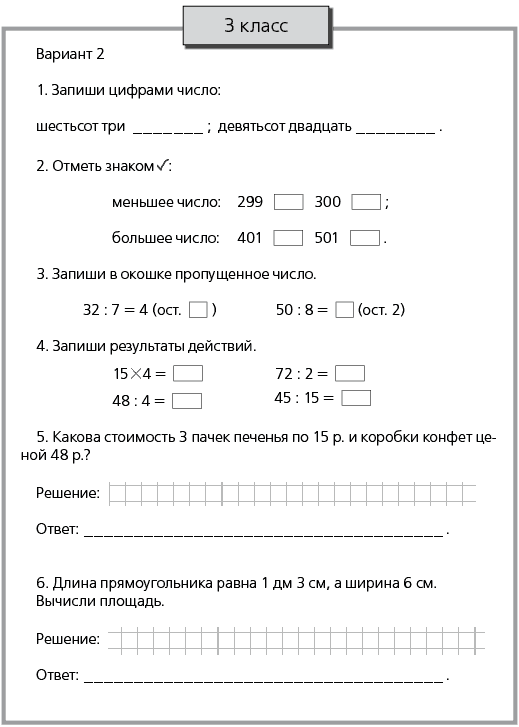 3 класс
Вариант 2
1. Запиши цифрами число:
шестьсот три _______ ; девятьсот двадцать ________ .
2. Отметь знаком ✓:
меньшее число: 299 □ 300 □ ;
большее число: 401 □ 501 □ .
3. Запиши в окошке пропущенное число.
32 : 7 = 4 (ост. □ ) 50 : 8 = □ (ост. 2)
4. Запиши результаты действий.
15×4 = □ 72 : 2 = □
48 : 4 = □ 45 : 15 = □
5. Какова стоимость 3 пачек печенья по 15 р. и коробки конфет це-
ной 48 р.?
Решение:
Ответ: ____________________________________ .
6. Длина прямоугольника равна 1 дм 3 см, а ширина 6 см.
Вычисли площадь.
Решение:
Ответ: ____________________________________ .